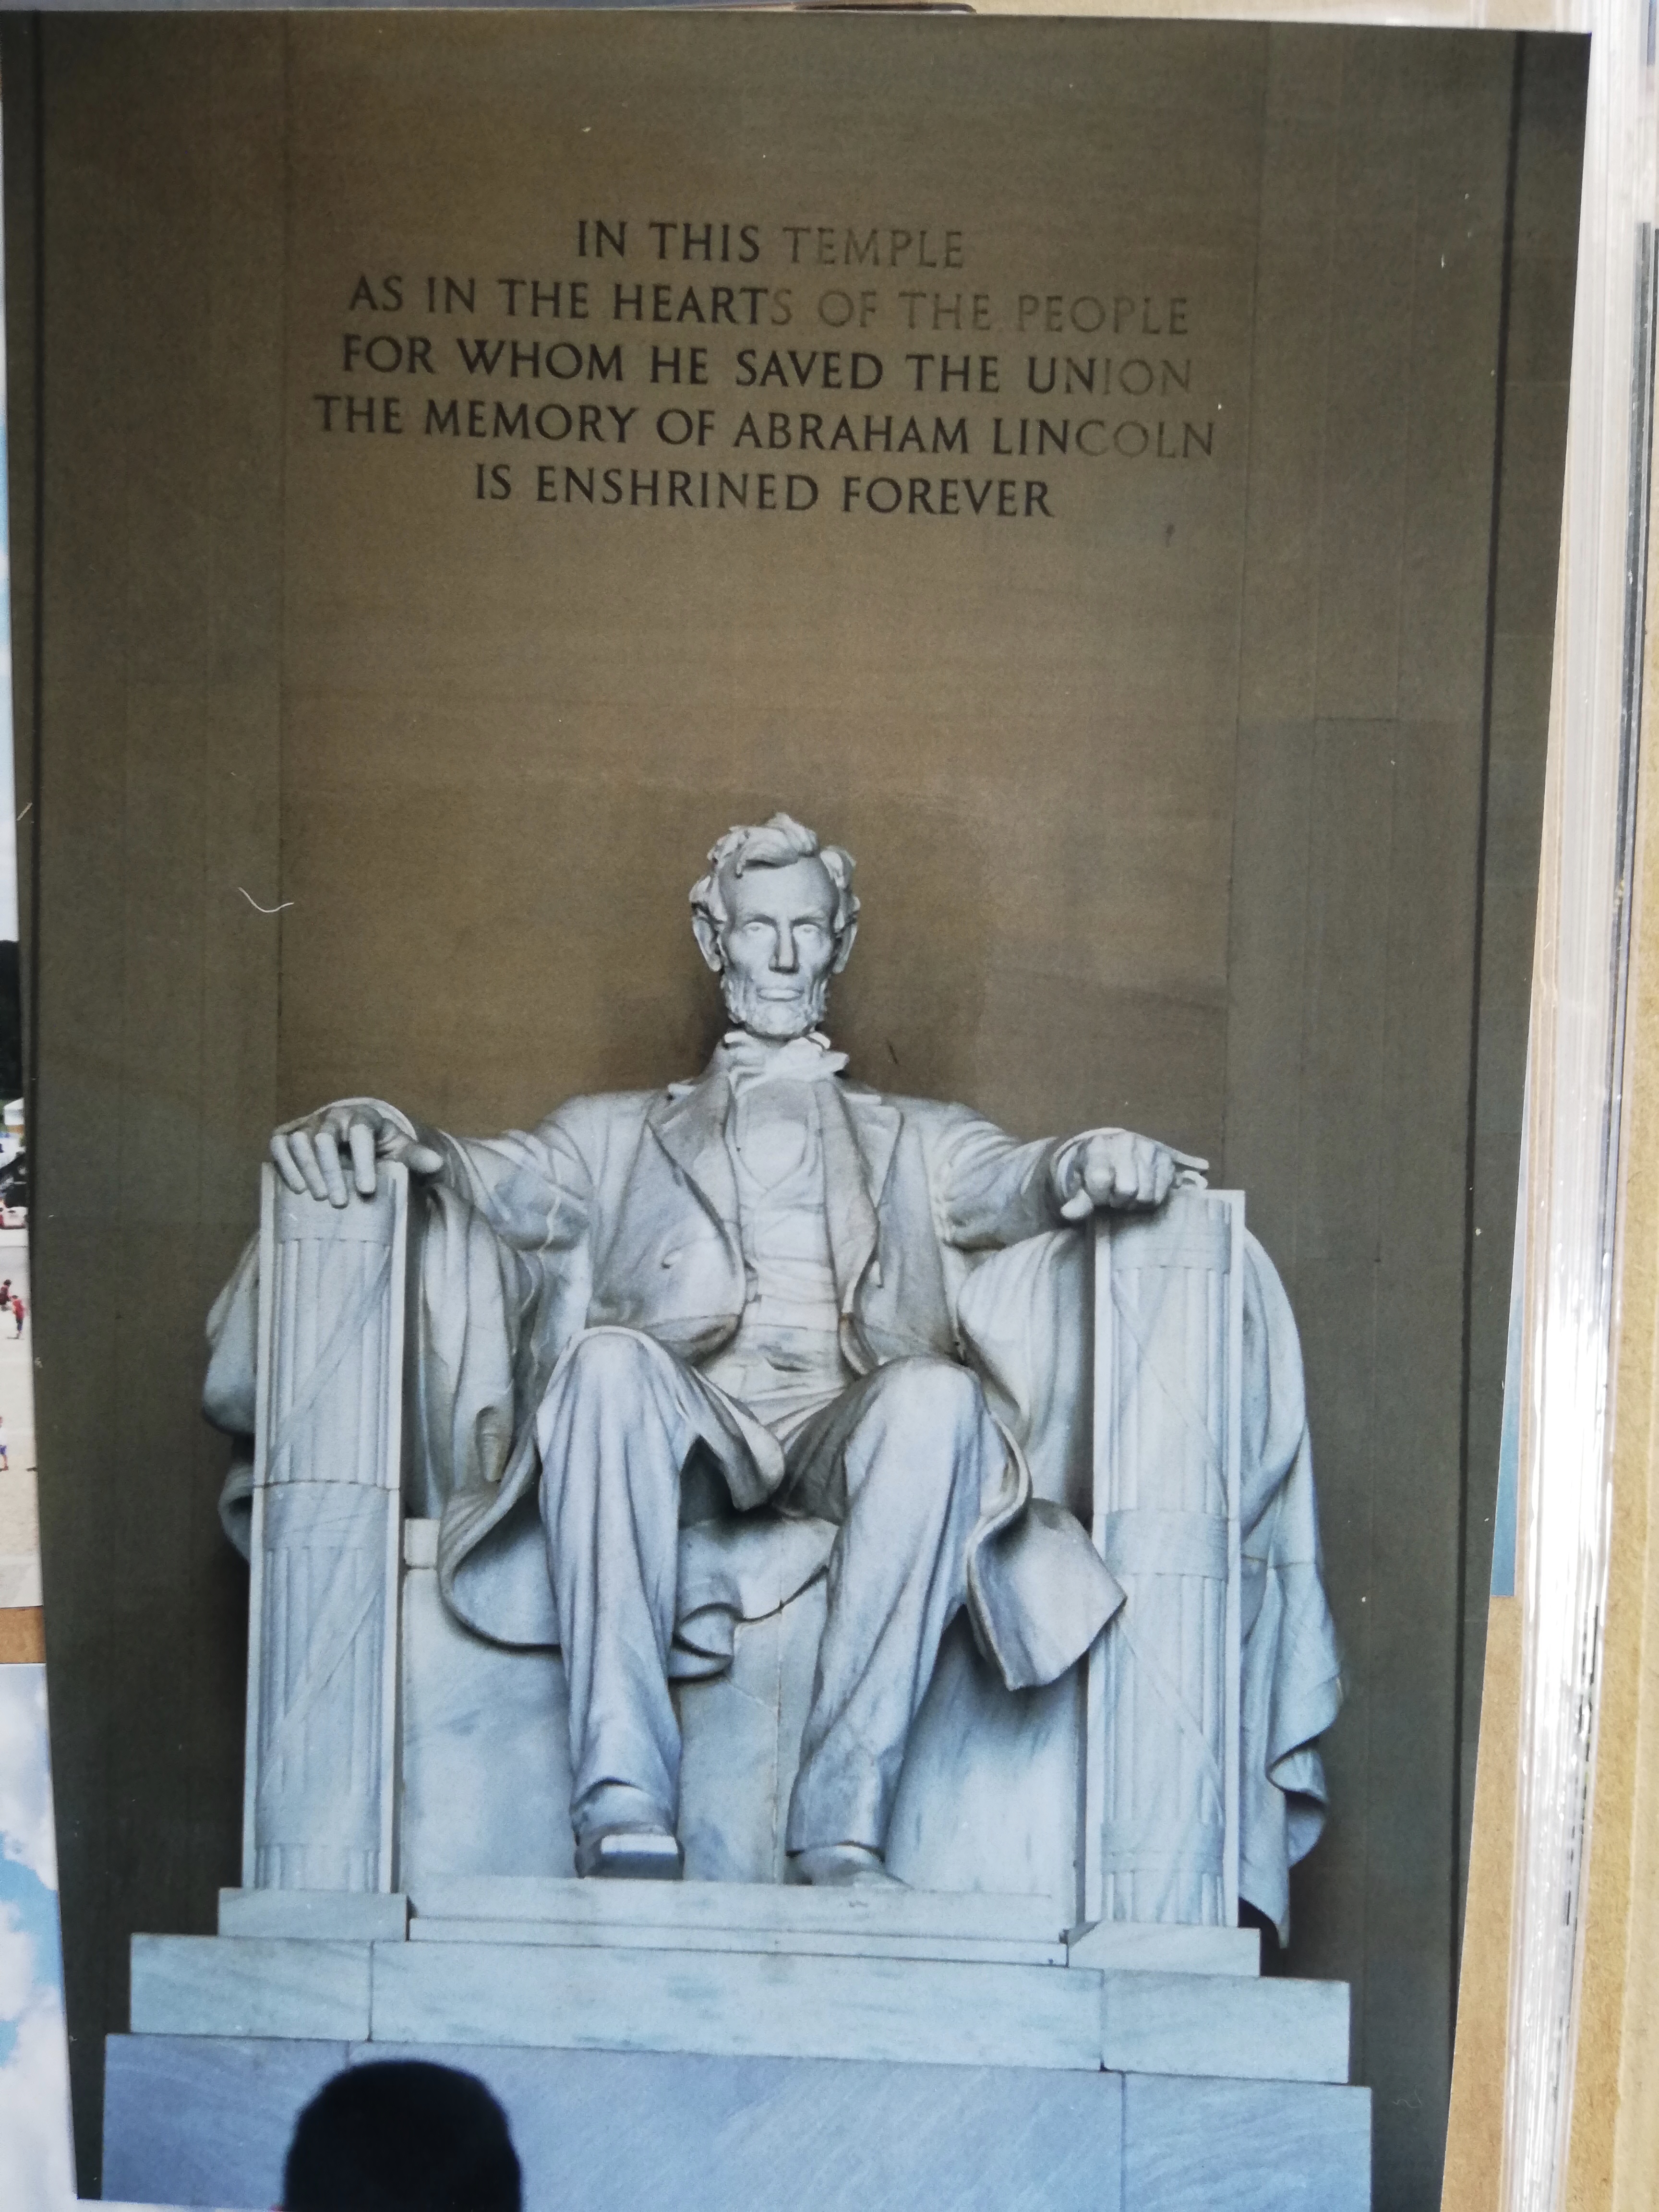 IN THIS TEMPLE
AS IN THE HEARTS OF THE PEOPLE
FOR WHOM HE SAVED THE UNION
THE MEMORY OF ABRAHAM LINCOLN
IS ENSHRINED FOREVER